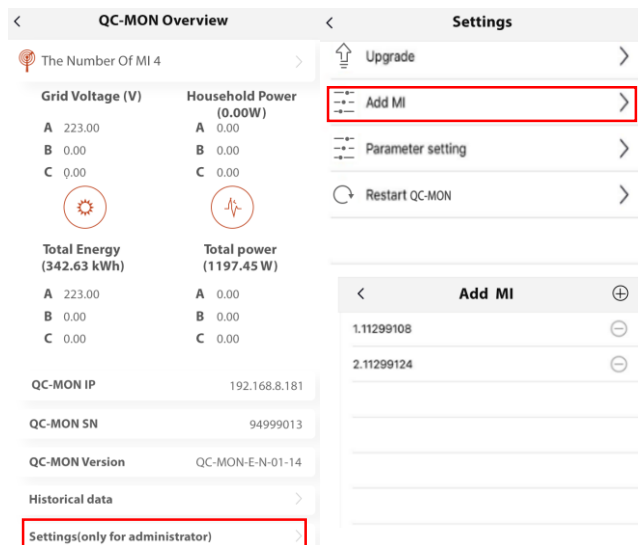 QC-MON Overview
The Number Of MI 4
Grid Voltage (V)
Household Power
(0.00W)
A 223.00
A 0.00
B 0.00
B 0.00
C 0.00
C 0.00
Total Energy
(342.63 kWh)
Total power
(1197.45 W)
A 223.00
A 0.00
B 0.00
B 0.00
C 0.00
C 0.00
QC-MON IP 192.168.8.181
QC-MON SN 94999013
QC-MON Version QC-MON-E-N-01-14
Historical data
Settings(only for administrator)
Settings
Upgrade
Add MI
Parameter setting
Restart QC-MON
Add MI
1.11299108
2.11299124